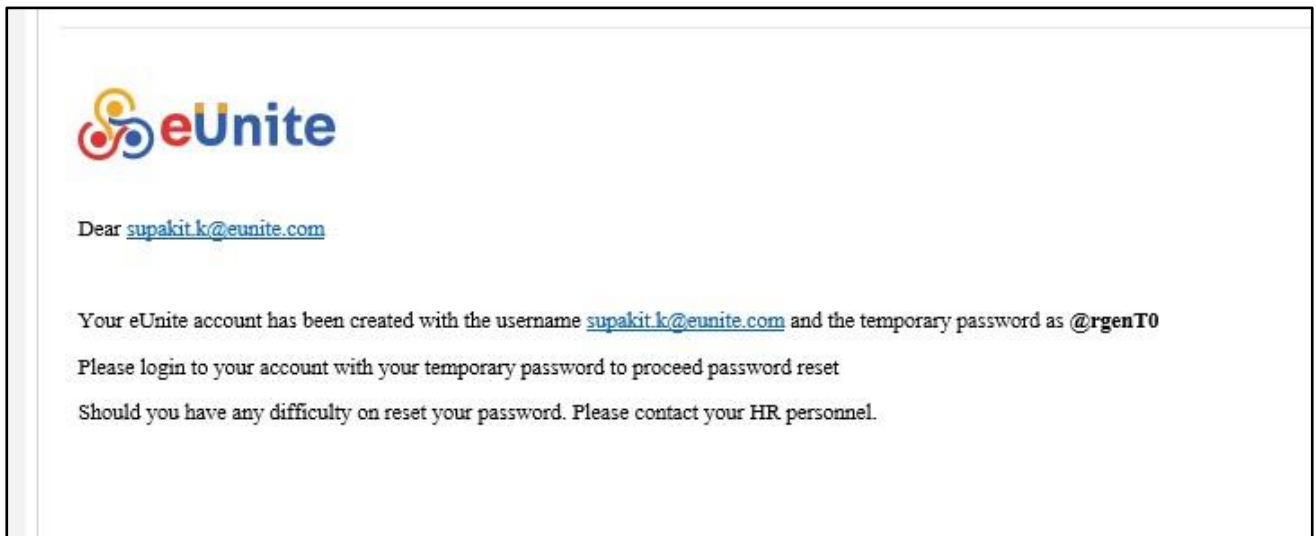 eUnite
Dear supakit.k@eunite.com
Your eUnite account has been created with the username supakit.k@eunite.com and the temporary password as @rgenT0
Please login to your account with your temporary password to proceed password reset
Should you have any difficulty on reset your password. Please contact your HR personnel.